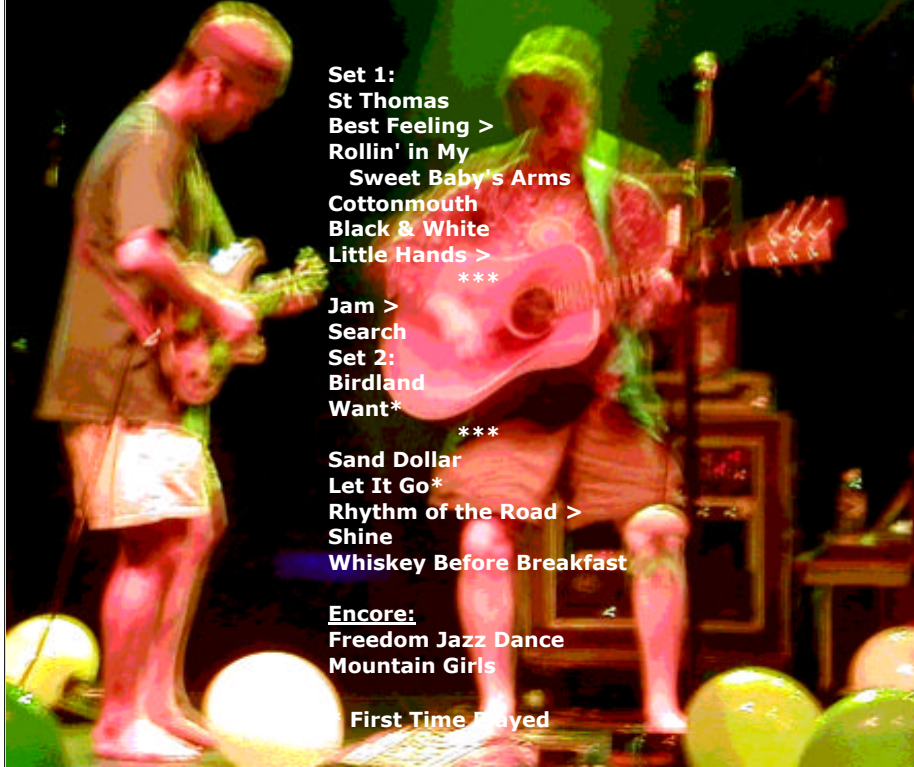 Set 1:
St Thomas
Best Feeling >
Rollin' in My
Sweet Baby's Arms
Cottonmouth
Black & White
Little Hands >
***
Jam >
Search
Set 2:
Birdland
Want*
***
Sand Dollar
Let It Go*
Rhythm of the Road >
Shine
Whiskey Before Breakfast
Encore:
Freedom Jazz Dance
Mountain Girls
* First Time Played